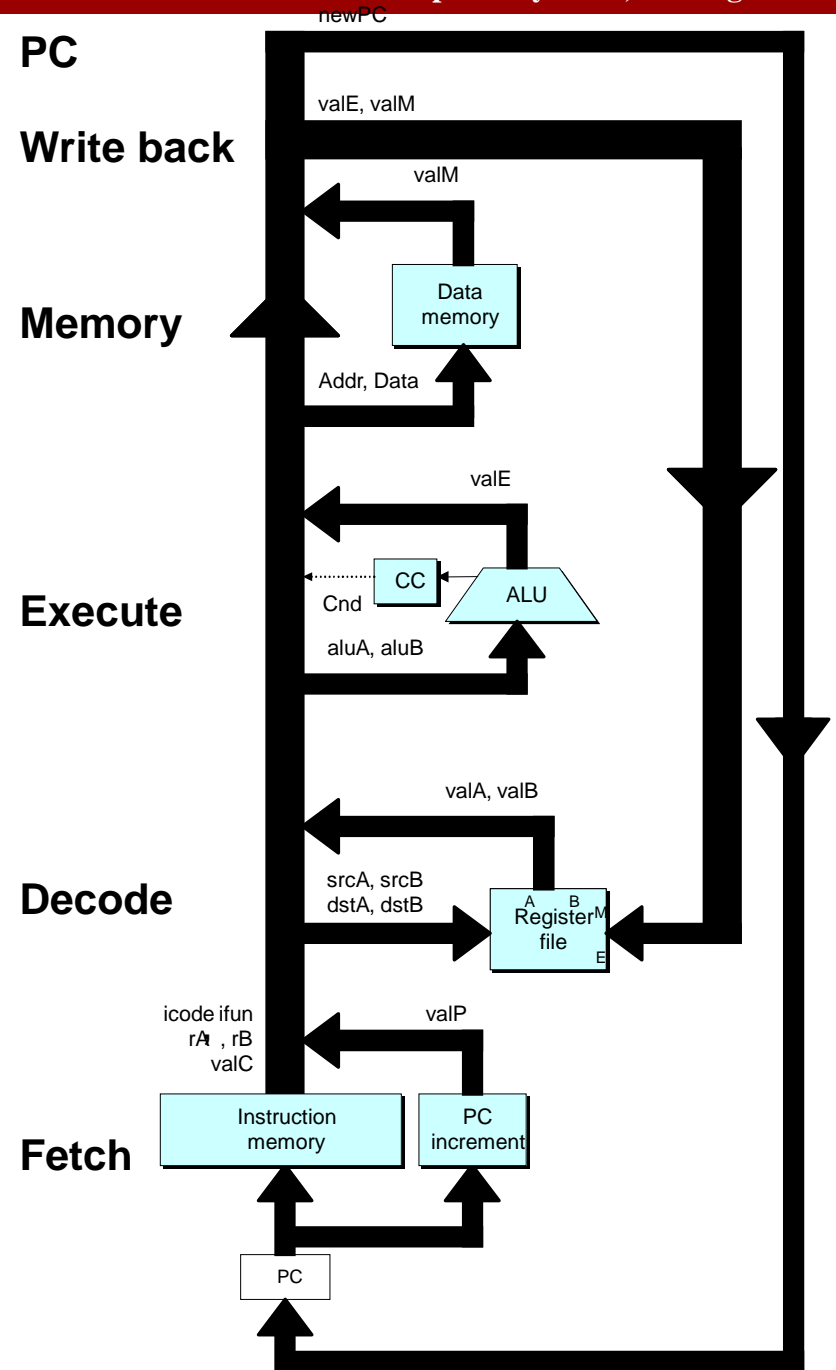 newPC
PC
valE, valM
Write back
valM
Data
memory
Memory
Addr, Data
valE
CC
ALU
Cnd
Execute
aluA, aluB
valA, valB
srcA, srcB
dstA, dstB
Decode
A B
Register M
file
E
icode ifun
rA , rB
valC
valP
Instruction
memory
PC
increment
Fetch
PC